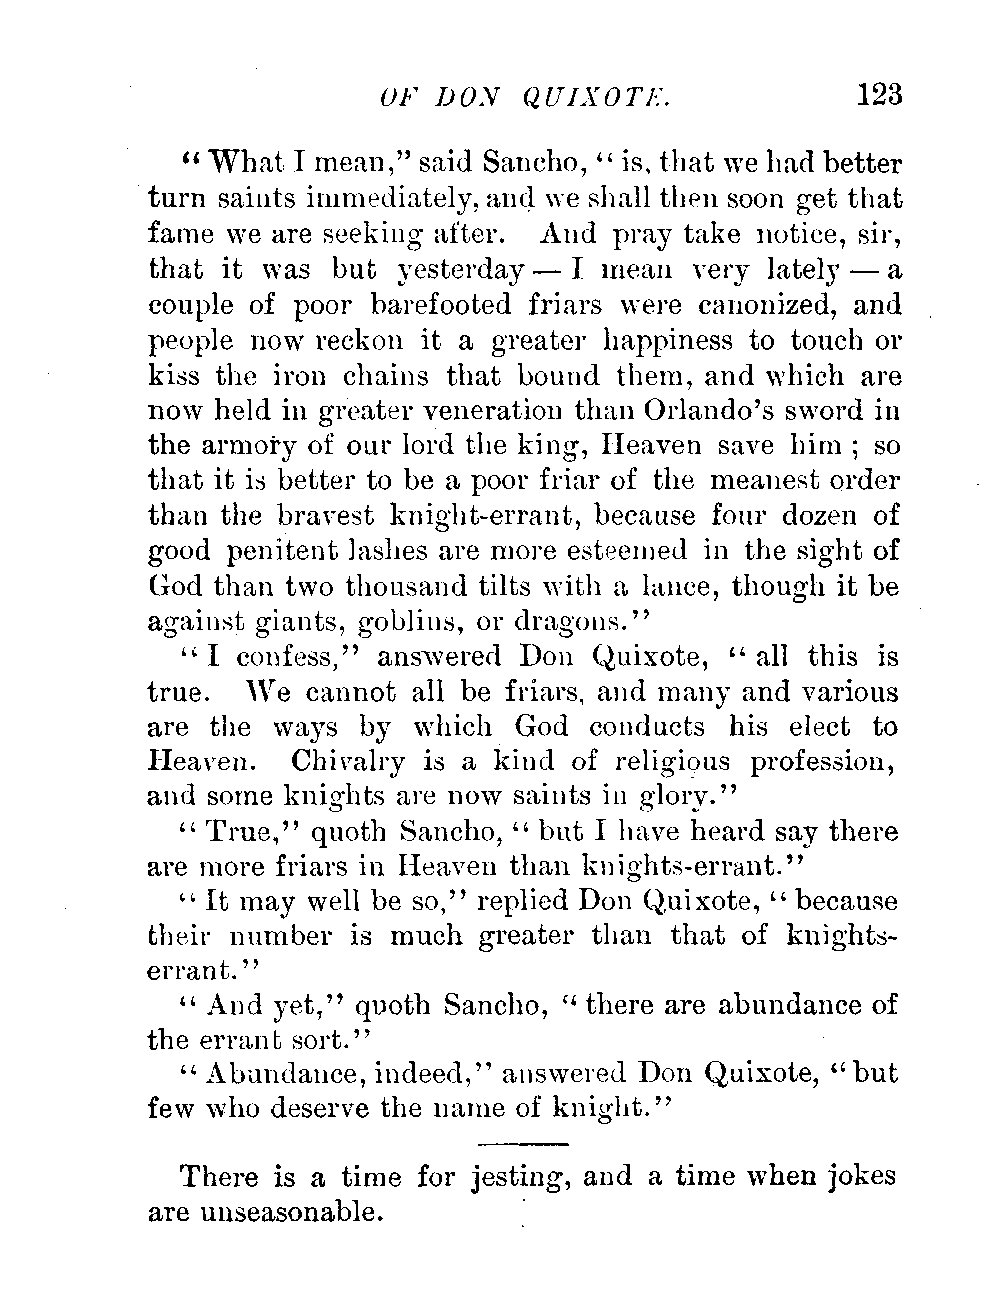 OF DON QUIXOTE. 123
“What I mean,” said Sancho, “is, that we had better
turn saints immediately, and we shall then soon get that
fame we are seeking after. And pray take notice, sir,
that it was but yesterday — I mean very lately — a
couple of poor barefooted friars were canonized, and
people now reckon it a greater happiness to touch or
kiss the iron chains that bound them, and which are
now held in greater veneration than Orlando’s sword in
the armory of our lord the king, Heaven save him ; so
that it is better to be a poor friar of the meanest order
than the bravest knight-errant, because four dozen of
good penitent lashes are more esteemed in the sight of
God than two thousand tilts with a lance, though it be
against giants, goblins, or dragons.”
“I confess,” answered Don Quixote, “all this is
true. We cannot all be friars, and many and various
are the ways by which God conducts his elect to
Heaven. Chivalry is a kind of religious profession,
and some knights are now saints in glory.”
“True,” quoth Sancho, “but I have heard say there
are more friars in Heaven than knights-errant.”
“It may well be so,” replied Don Quixote, “because
their number is much greater than that of knights-
errant.”
“And yet,” quoth Sancho, “there are abundance of
the errant sort.”
“Abundance, indeed,” answered Don Quixote, “but
few who deserve the name of knight.”
There is a time for jesting, and a time when jokes
are unseasonable.